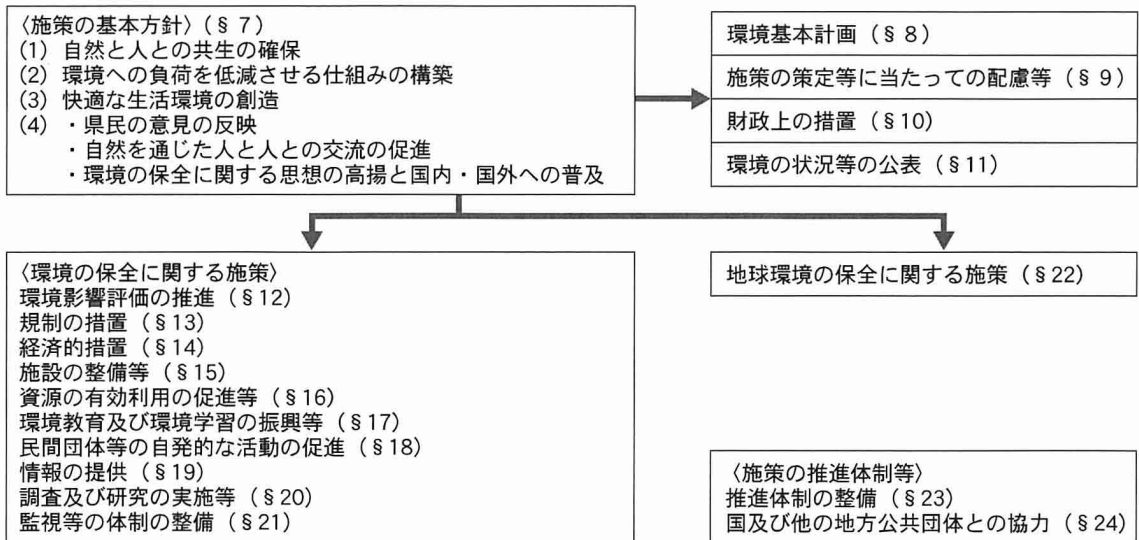 〈施策の基本方針〉(§7)
(1) 自然と人との共生の確保
(2) 環境への負荷を低減させる仕組みの構築
(3) 快適な生活環境の創造
(4) ・県民の意見の反映
・自然を通じた人と人との交流の促進
・環境の保全に関する思想の高揚と国内・国外への普及
環境基本計画(§8)
施策の策定等に当たっての配慮等(§9)
財政上の措置(§10)
環境の状況等の公表(§11)
〈環境の保全に関する施策〉
環境影響評価の推進(§12)
規制の措置(§13)
経済的措置(§14)
施設の整備等(§15)
資源の有効利用の促進等(§16)
環境教育及び環境学習の振興等(§17)
民間団体等の自発的な活動の促進(§18)
情報の提供(§19)
調査及び研究の実施等(§20)
監視等の体制の整備(§21)
地球環境の保全に関する施策(§22)
〈施策の推進体制等〉
推進体制の整備(§23)
国及び他の地方公共団体との協力(§24)